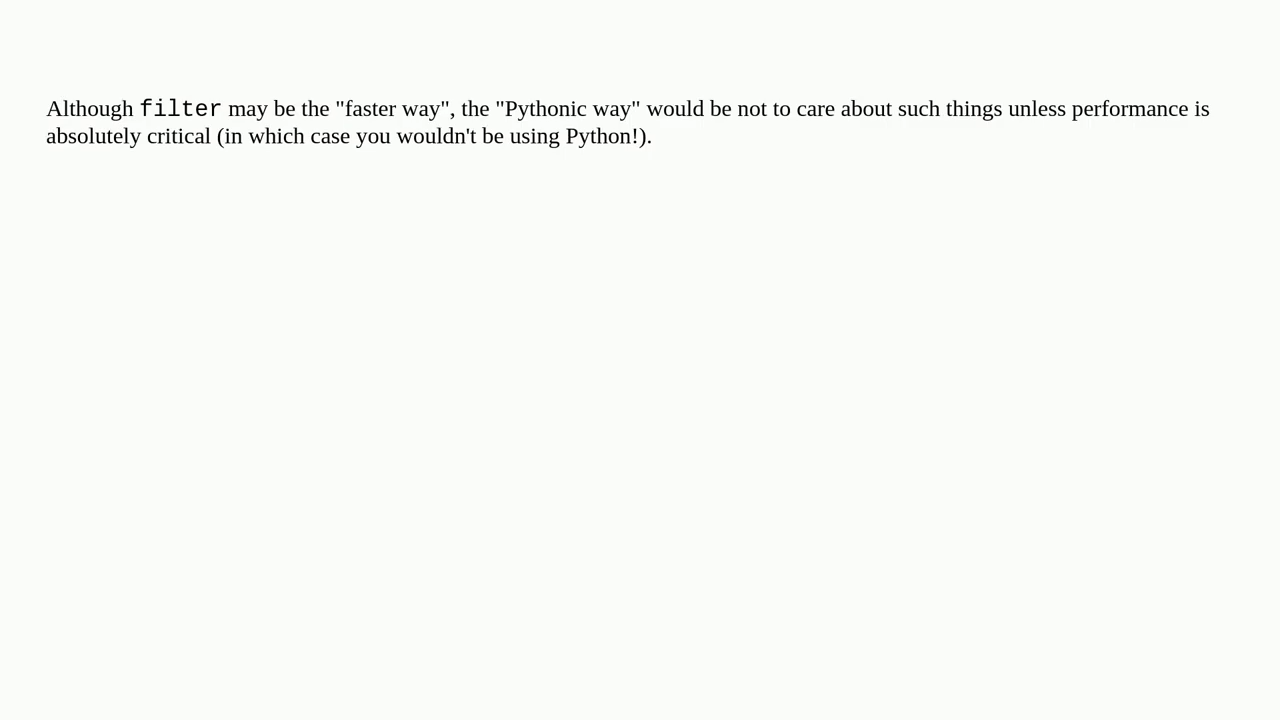 Although filter may be the "faster way", the "Pythonic way" would be not to care about such things unless performance is
absolutely critical (in which case you wouldn't be using Python!).